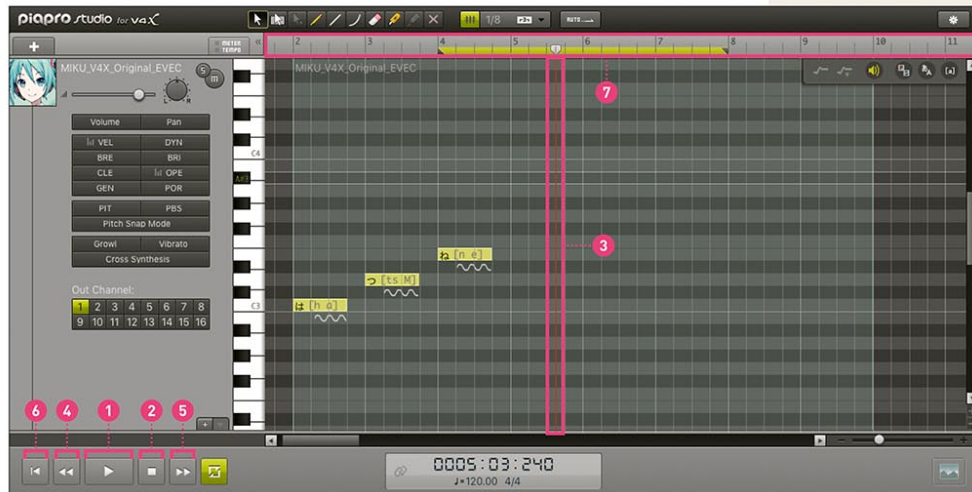 piapro studio for V4X
1/8
AUTO
METER
TEMPO
2 3 4 5 6 7 8 9 10 11
MIKU_V4X_Original_EVEC
S
m
L R
MIKU_V4X_Original_EVEC
7
Volume Pan
VEL DYN
BRE BRI
CLE OPE
GEN POR
PIT PBS
Pitch Snap Mode
Growl Vibrato
Cross Synthesis
Out Channel:
1 2 3 4 5 6 7 8
9 10 11 12 13 14 15 16
C4
C3
ね [n e]
つ [ts M]
は [h a]
3
6 4 1 2 5
0005:03:240
♩=120.00 4/4